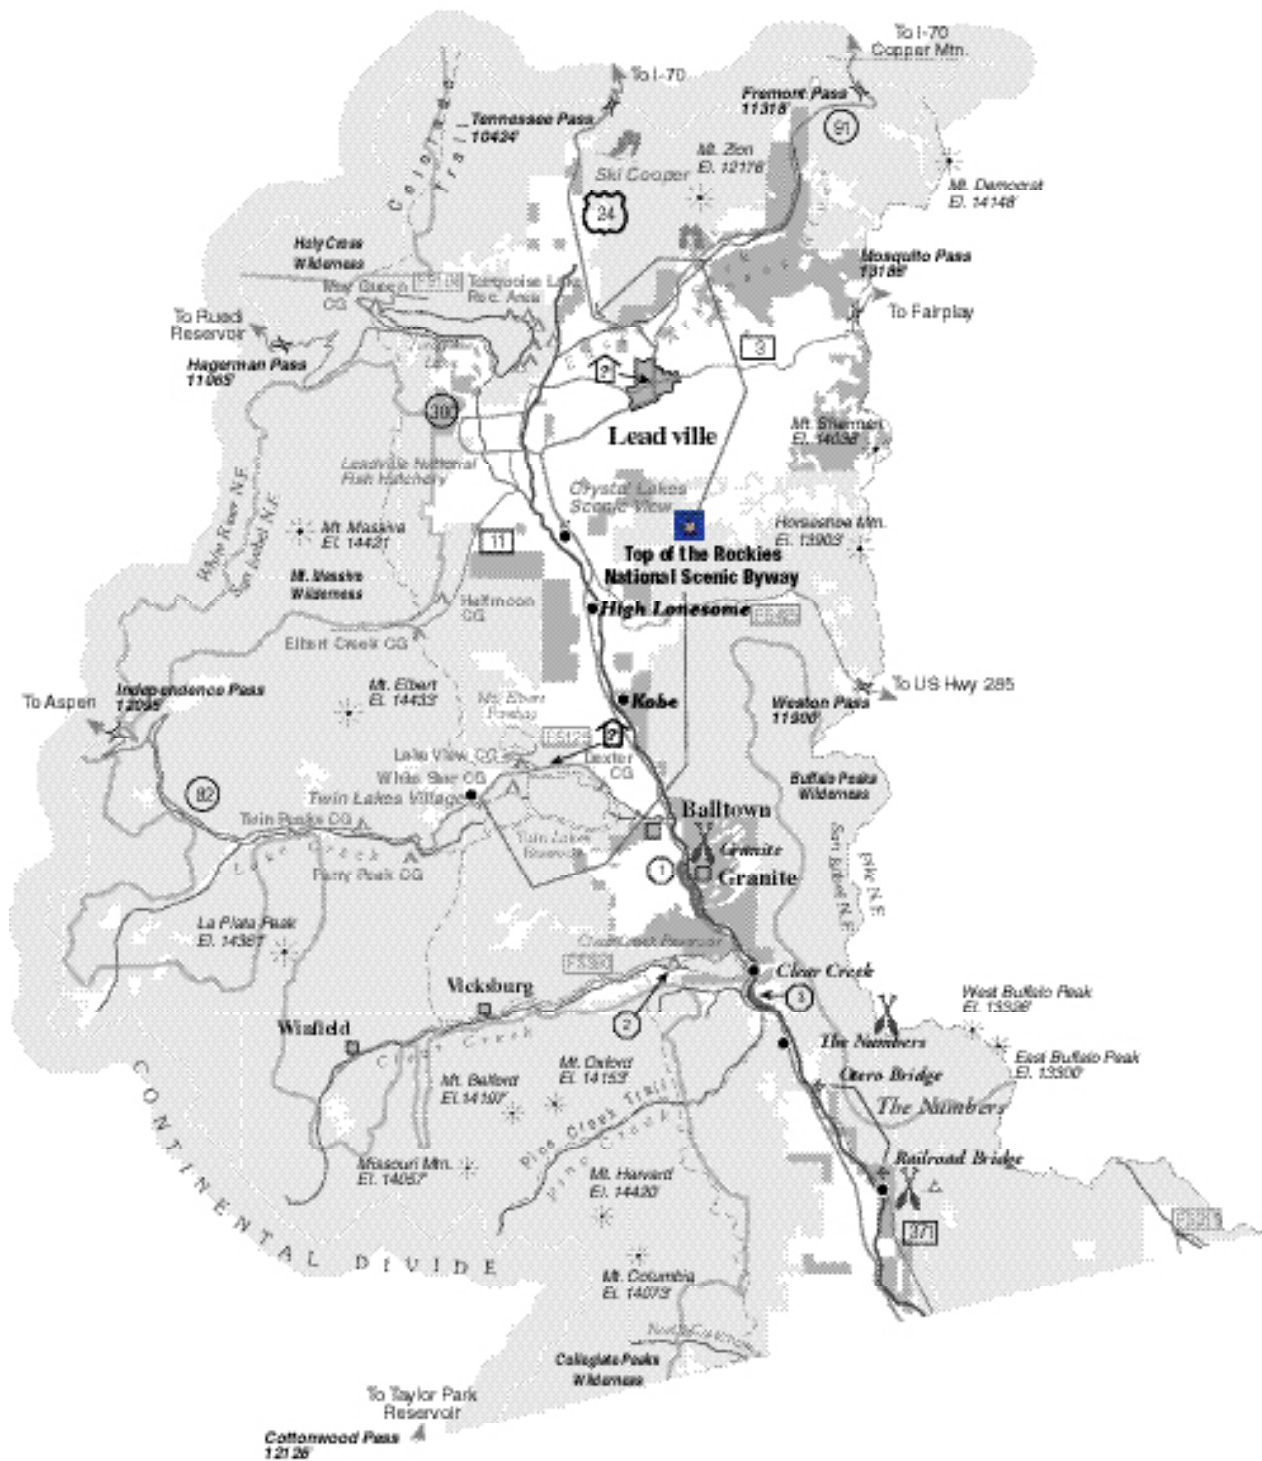 To I-70
Copper Mtn.
To I-70
Fremont Pass
11318'
91
Tennessee Pass
10424'
Colorado
Trail
Mt. Zion
El. 12176'
Ski Cooper
Mt. Democrat
El. 14148'
24
Holy Cross
Wilderness
Mosquito Pass
13186'
May Queen
CG
Turquoise Lake
Rec. Area
To Fairplay
To Ruedi
Reservoir
Hagerman Pass
11065'
3
?
300
Leadville
Mt. Sherman
El. 14036'
Leadville National
Fish Hatchery
Crystal Lakes
Scenic View
White River N.F.
San Isabel N.F.
Mt. Massive
El. 14421'
11
Horseshoe Mtn.
El. 13903'
Top of the Rockies
National Scenic Byway
Mt. Massive
Wilderness
Halfmoon
CG
High Lonesome
Elbert Creek CG
To Aspen
Independence Pass
12095'
Mt. Elbert
El. 14433'
Kobe
To US Hwy 285
Weston Pass
11900'
?
Lake View CG
Dexter
CG
White Star CG
Twin Lakes Village
Buffalo Peaks
Wilderness
82
Balltown
Twin Peaks CG
Twin Lakes
Reservoir
Lake Creek
Parry Peak CG
Granite
1
Granite
San Isabel N.F.
Pike N.F.
La Plata Peak
El. 14361'
Clear Creek Reservoir
Clear Creek
Vicksburg
3
West Buffalo Peak
El. 13326'
2
Winfield
Clear Creek
The Numbers
East Buffalo Peak
El. 13300'
Mt. Oxford
El. 14153'
Mt. Belford
El. 14197'
Otero Bridge
The Numbers
Pine Creek Trail
Pine Creek
Missouri Mtn.
El. 14067'
Mt. Harvard
El. 14420'
Railroad Bridge
371
CONTINENTAL DIVIDE
Mt. Columbia
El. 14073'
Collegiate Peaks
Wilderness
To Taylor Park
Reservoir
Cottonwood Pass
12126'